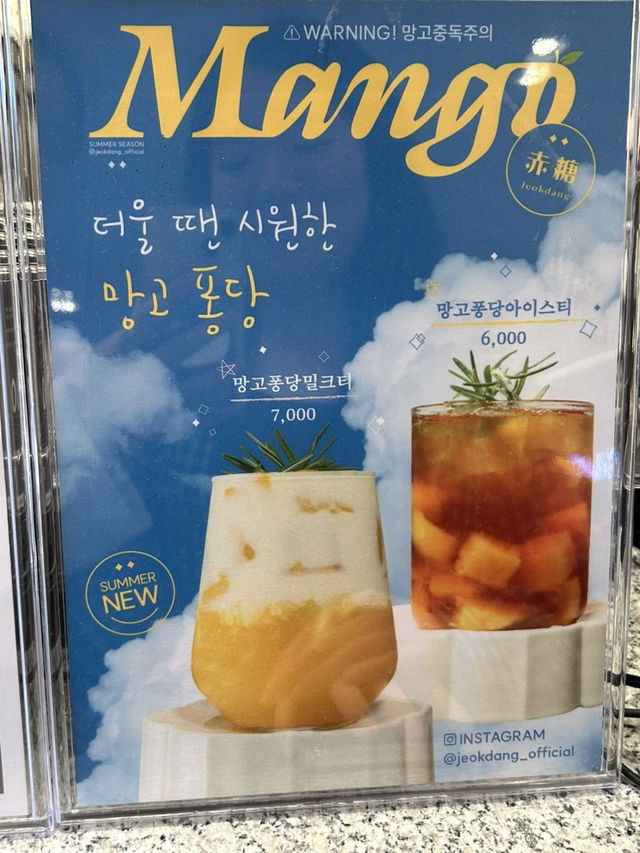 ⚠ WARNING! 망고중독주의
Mango
SUMMER SEASON
@jeokdang_official
赤糖
Jeokdang
더울 땐 시원한
망고 퐁당
망고퐁당아이스티
6,000
망고퐁당밀크티
7,000
SUMMER
NEW
INSTAGRAM
@jeokdang_official